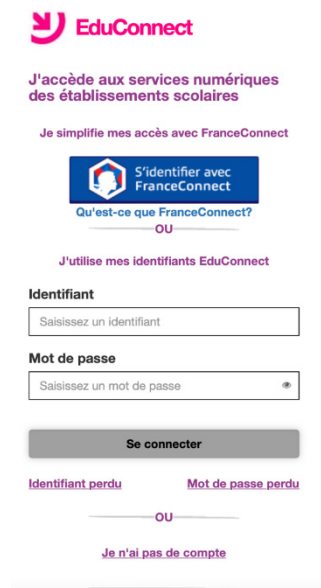 EduConnect
J'accède aux services numériques
des établissements scolaires
Je simplifie mes accès avec FranceConnect
S'identifier avec
FranceConnect
Qu'est-ce que FranceConnect?
OU
J'utilise mes identifiants EduConnect
Identifiant
Saisissez un identifiant
Mot de passe
Saisissez un mot de passe
Se connecter
Identifiant perdu Mot de passe perdu
OU
Je n'ai pas de compte